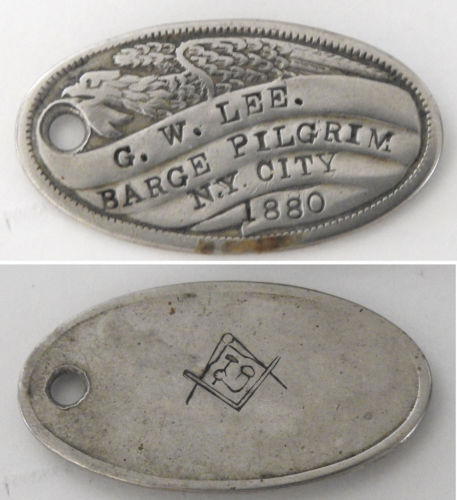 G. W. LEE.
BARGE PILGRIM
N.Y. CITY
1880